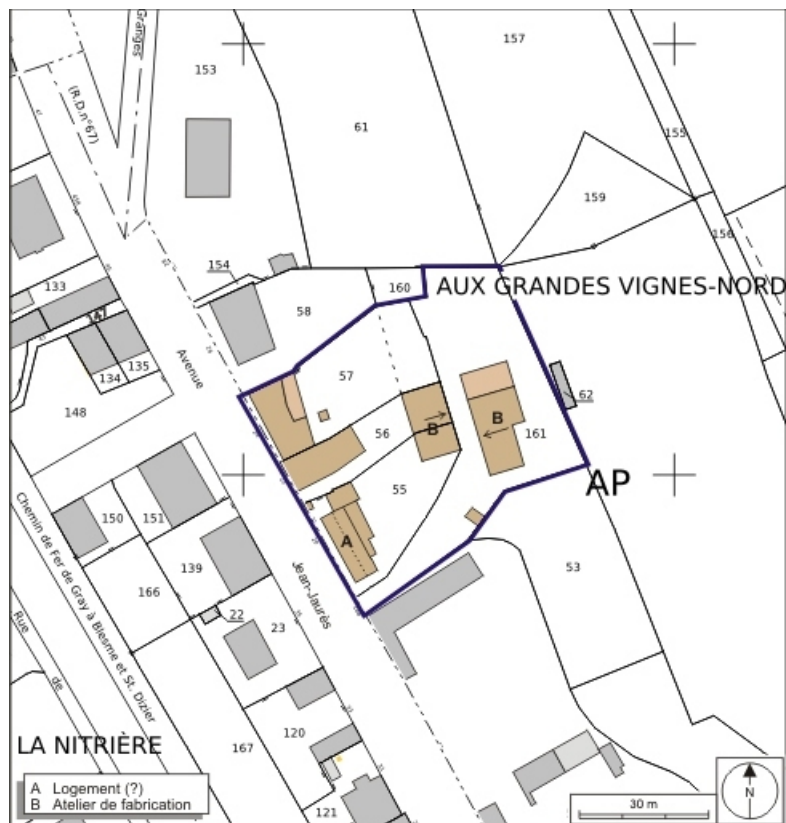 157
153
Granges
(R.D.n°67)
61
155
159
156
154
133
160
AUX GRANDES VIGNES-NORD
58
147
Avenue
135
134
57
62
148
56
B
B
161
AP
55
150
151
A
139
53
166
Jean-Jaurès
22
23
Chemin de Fer de Gray à Blesme et St. Dizier
Rue
de
120
167
LA NITRIÈRE
A Logement (?)
B Atelier de fabrication
121
30 m
N